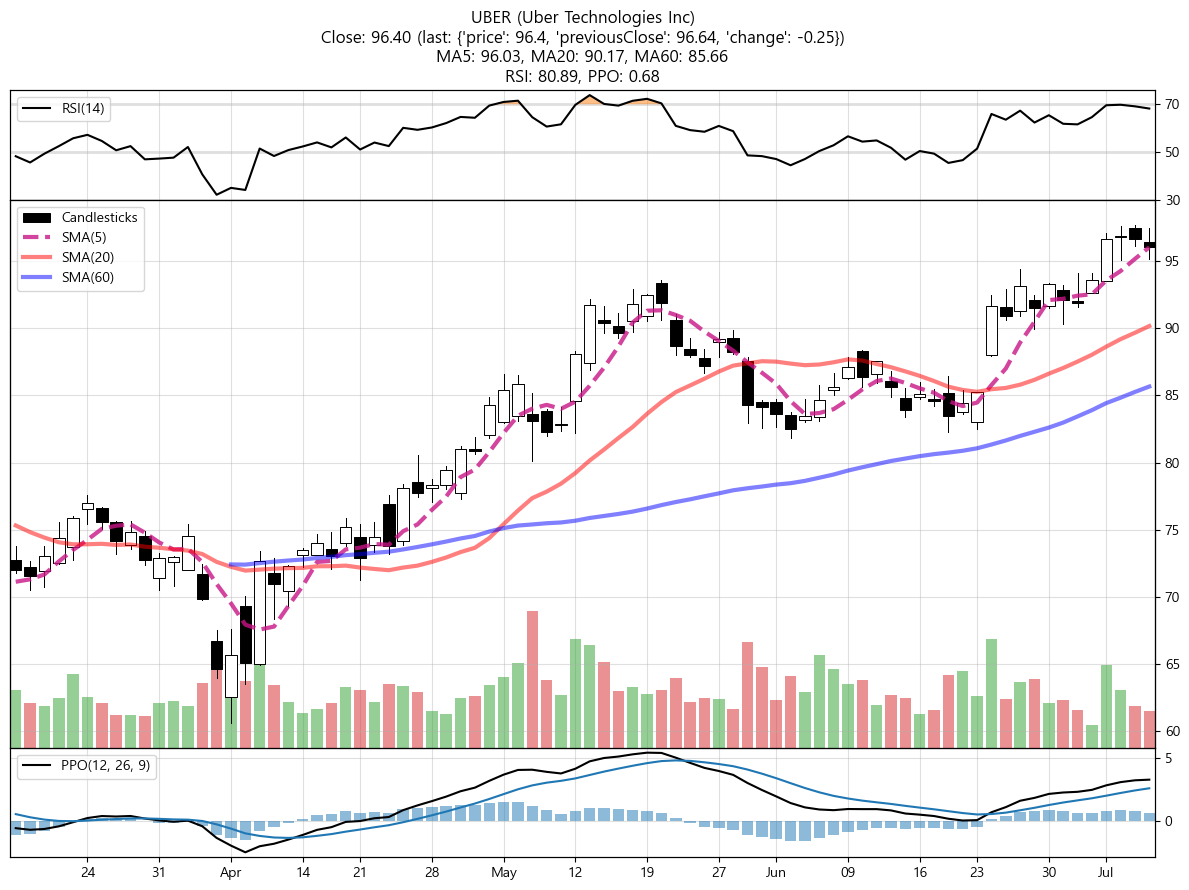 UBER (Uber Technologies Inc)
Close: 96.40 (last: {'price': 96.4, 'previousClose': 96.64, 'change': -0.25})
MA5: 96.03, MA20: 90.17, MA60: 85.66
RSI: 80.89, PPO: 0.68
RSI(14)
70
50
30
Candlesticks
SMA(5)
SMA(20)
SMA(60)
95
90
85
80
75
70
65
60
PPO(12, 26, 9)
5
0
24 31 Apr 14 21 28 May 12 19 27 Jun 09 16 23 30 Jul